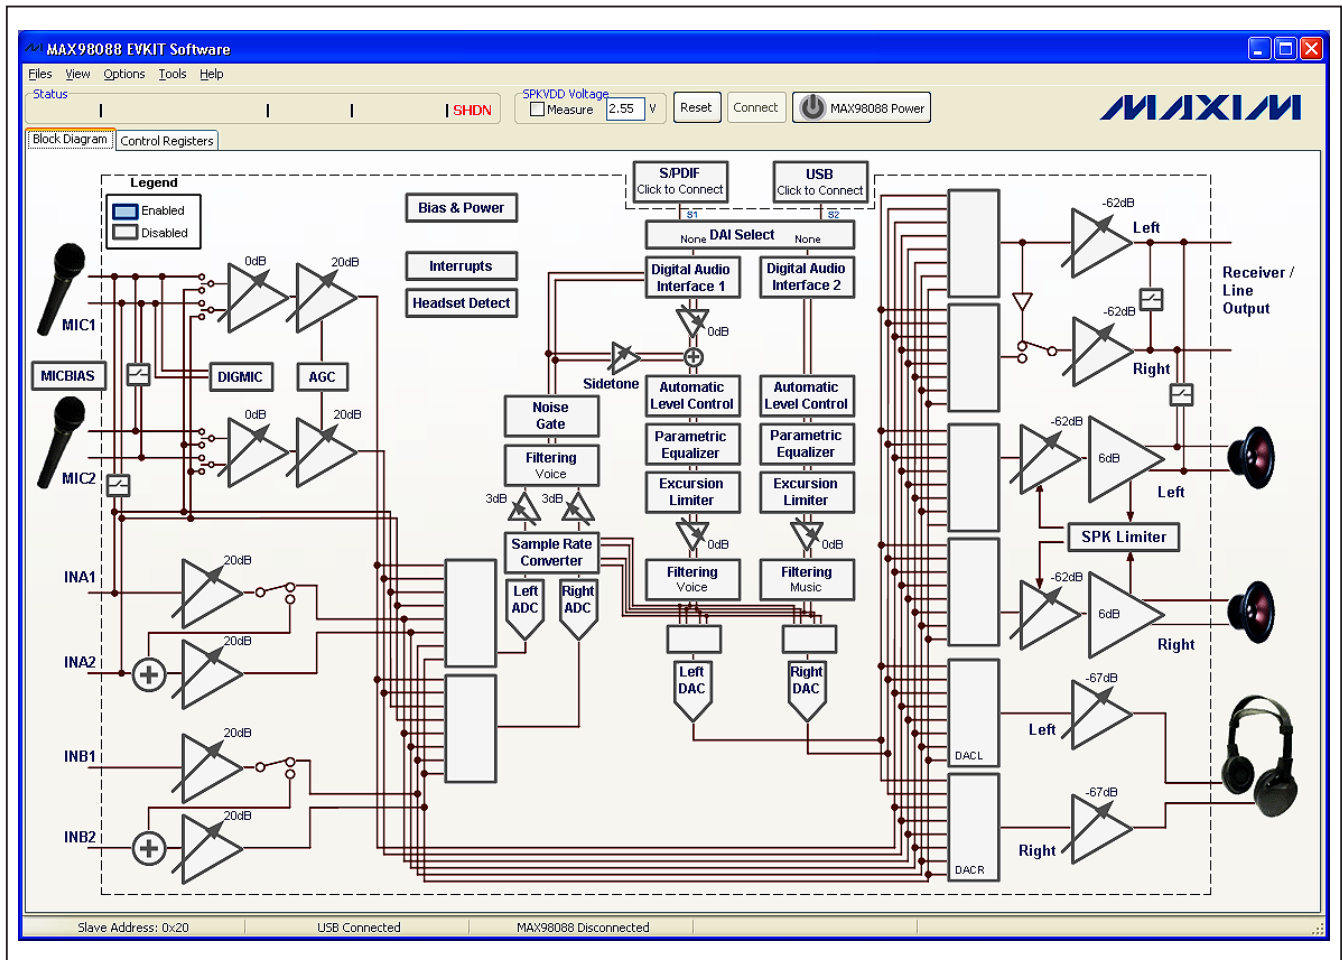 MAX98088 EVKIT Software
Files View Options Tools Help
Status
SHDN
SPKVDD Voltage
Measure 2.55 V
Reset
Connect
MAX98088 Power
MAXIM
Block Diagram
Control Registers
Legend
Enabled
Disabled
Bias & Power
Interrupts
Headset Detect
S/PDIF
Click to Connect
USB
Click to Connect
S1
S2
DAI Select
None
None
Digital Audio
Interface 1
Digital Audio
Interface 2
0dB
Sidetone
Automatic
Level Control
Automatic
Level Control
Parametric
Equalizer
Parametric
Equalizer
Excursion
Limiter
Excursion
Limiter
0dB
0dB
Filtering
Voice
Filtering
Music
Left
DAC
Right
DAC
Noise
Gate
Filtering
Voice
3dB
3dB
Sample Rate
Converter
Left
ADC
Right
ADC
MIC1
MICBIAS
MIC2
0dB
20dB
DIGMIC
AGC
0dB
20dB
INA1
20dB
INA2
20dB
INB1
20dB
INB2
20dB
-62dB
Left
Receiver /
Line
Output
-62dB
Right
-62dB
6dB
Left
SPK Limiter
-62dB
6dB
Right
-67dB
Left
DACL
-67dB
Right
DACR
Slave Address: 0x20
USB Connected
MAX98088 Disconnected